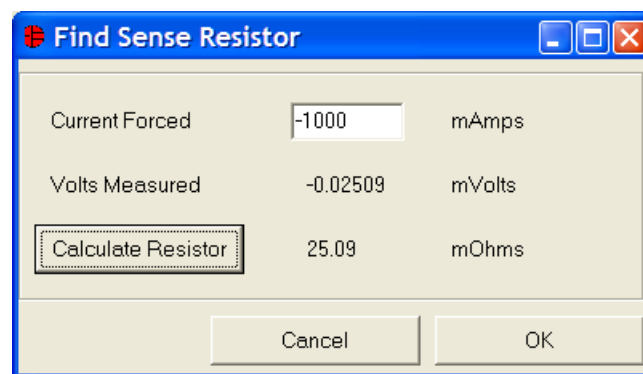 Find Sense Resistor
Current Forced -1000 mAmps
Volts Measured -0.02509 mVolts
Calculate Resistor 25.09 mOhms
Cancel OK